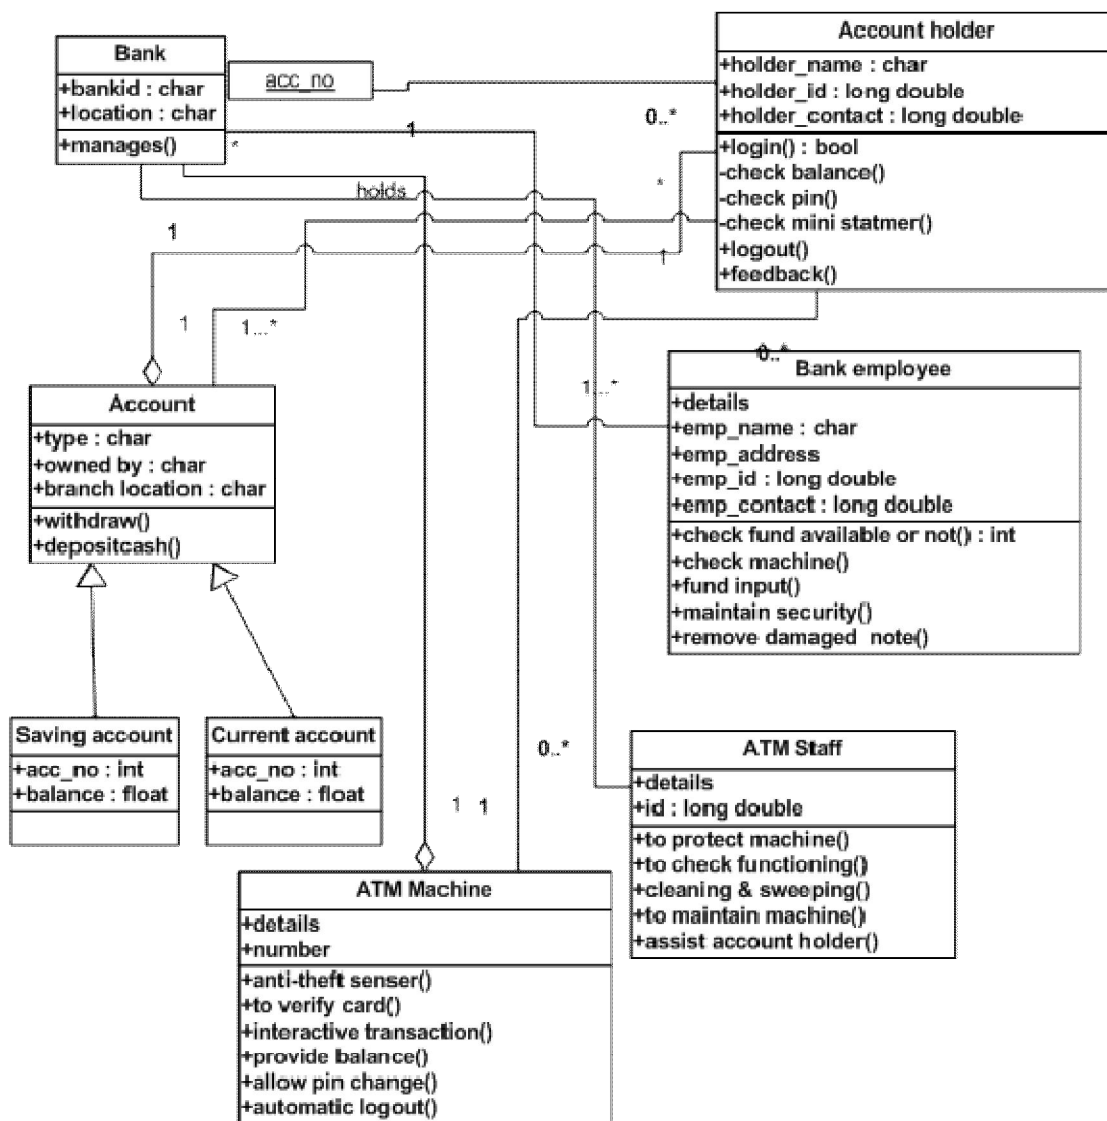 Bank
+bankid : char
+location : char
+manages()
acc_no
Account holder
+holder_name : char
+holder_id : long double
+holder_contact : long double
+login() : bool
-check balance()
-check pin()
-check mini statmer()
+logout()
+feedback()
1
*
0..*
holds
*
1
1
1
1...*
Account
+type : char
+owned by : char
+branch location : char
+withdraw()
+depositcash()
0..*
1...*
Bank employee
+details
+emp_name : char
+emp_address
+emp_id : long double
+emp_contact : long double
+check fund available or not() : int
+check machine()
+fund input()
+maintain security()
+remove damaged note()
Saving account
+acc_no : int
+balance : float
Current account
+acc_no : int
+balance : float
0..*
1
1
ATM Staff
+details
+id : long double
+to protect machine()
+to check functioning()
+cleaning & sweeping()
+to maintain machine()
+assist account holder()
ATM Machine
+details
+number
+anti-theft senser()
+to verify card()
+interactive transaction()
+provide balance()
+allow pin change()
+automatic logout()